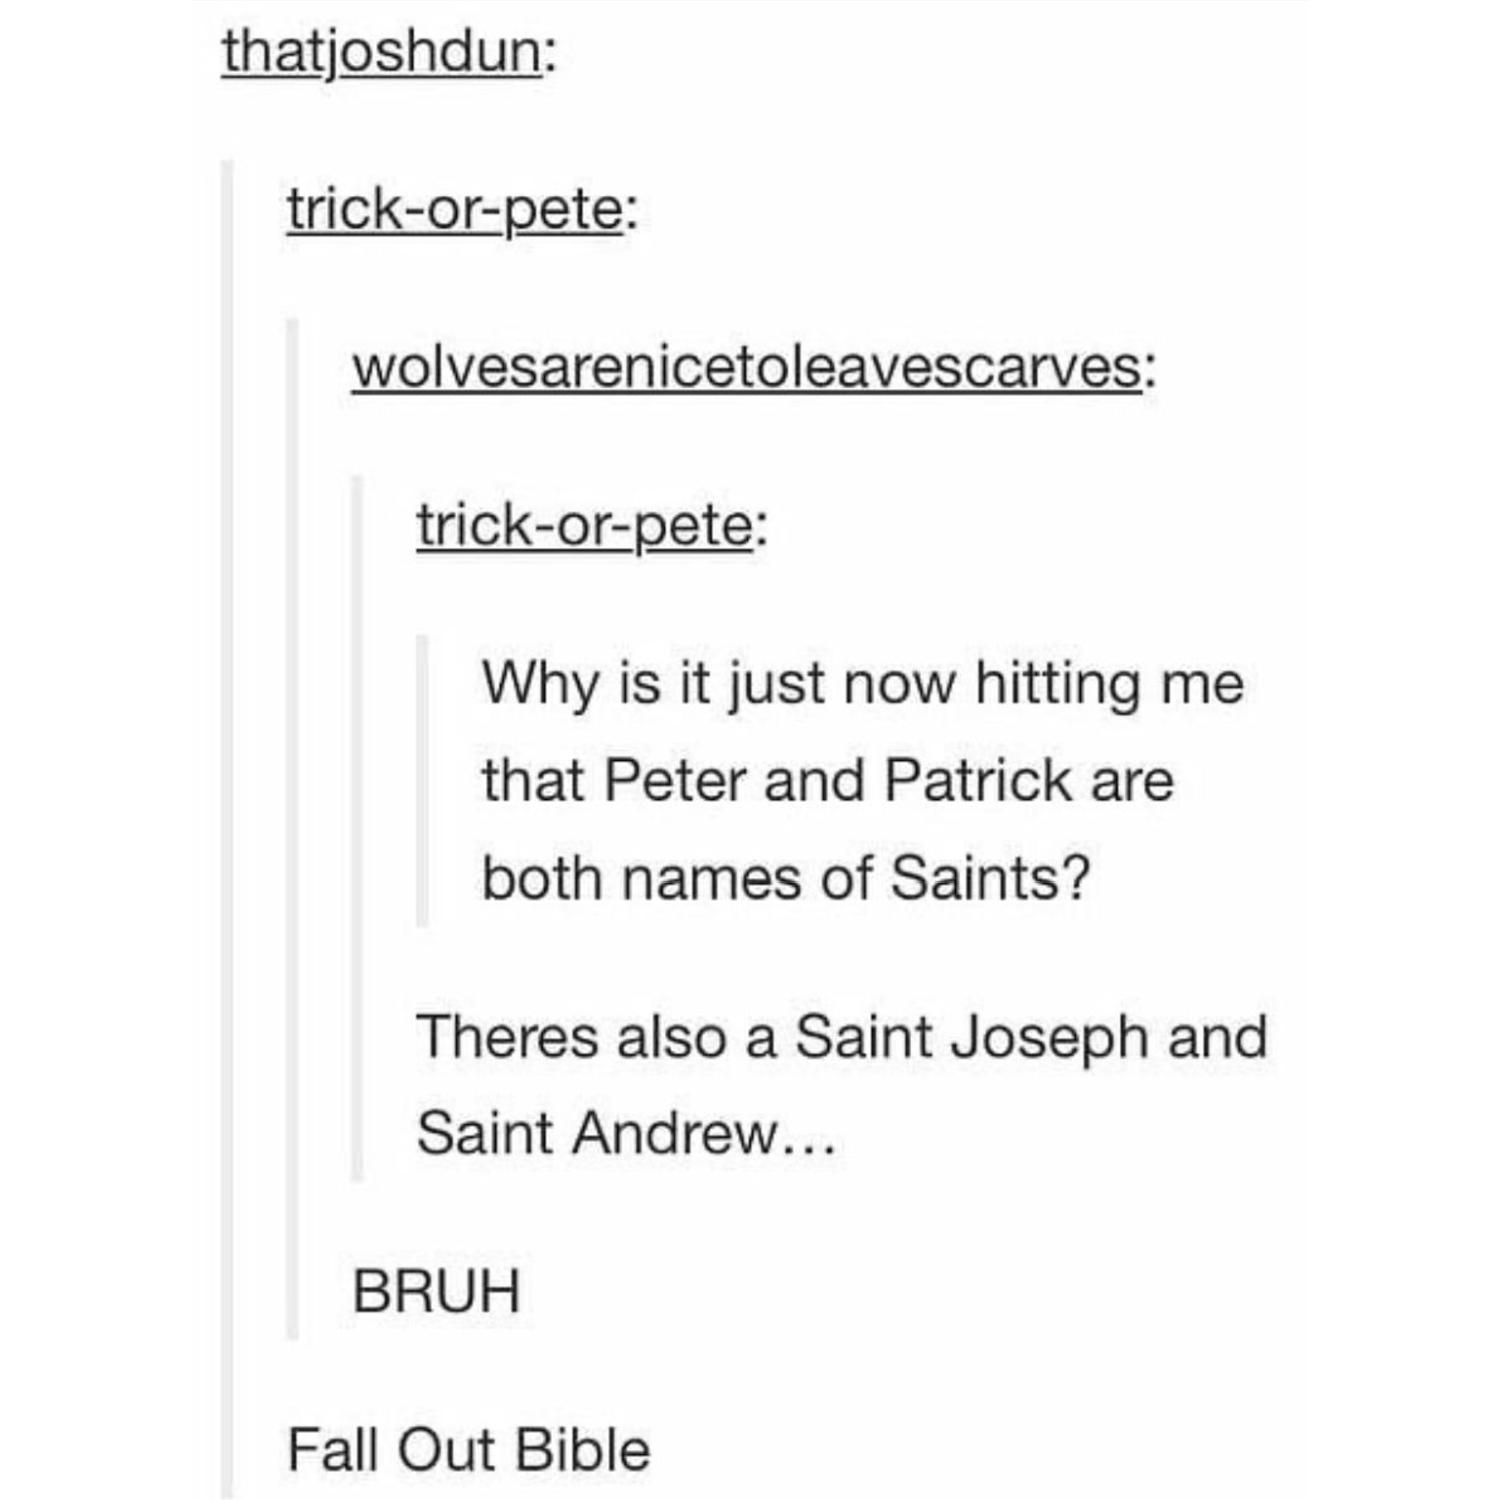 thatjoshdun:
trick-or-pete:
wolvesarenicetoleavescarves:
trick-or-pete:
Why is it just now hitting me
that Peter and Patrick are
both names of Saints?
Theres also a Saint Joseph and
Saint Andrew...
BRUH
Fall Out Bible